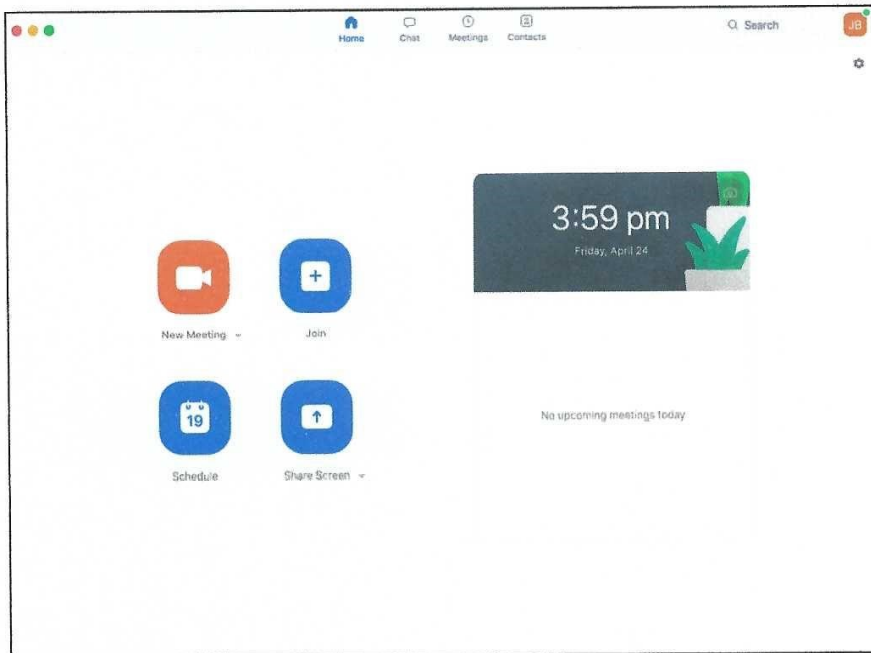 Home Chat Meetings Contacts Search JB
3:59 pm
Friday, April 24
New Meeting Join
19
Schedule Share Screen
No upcoming meetings today